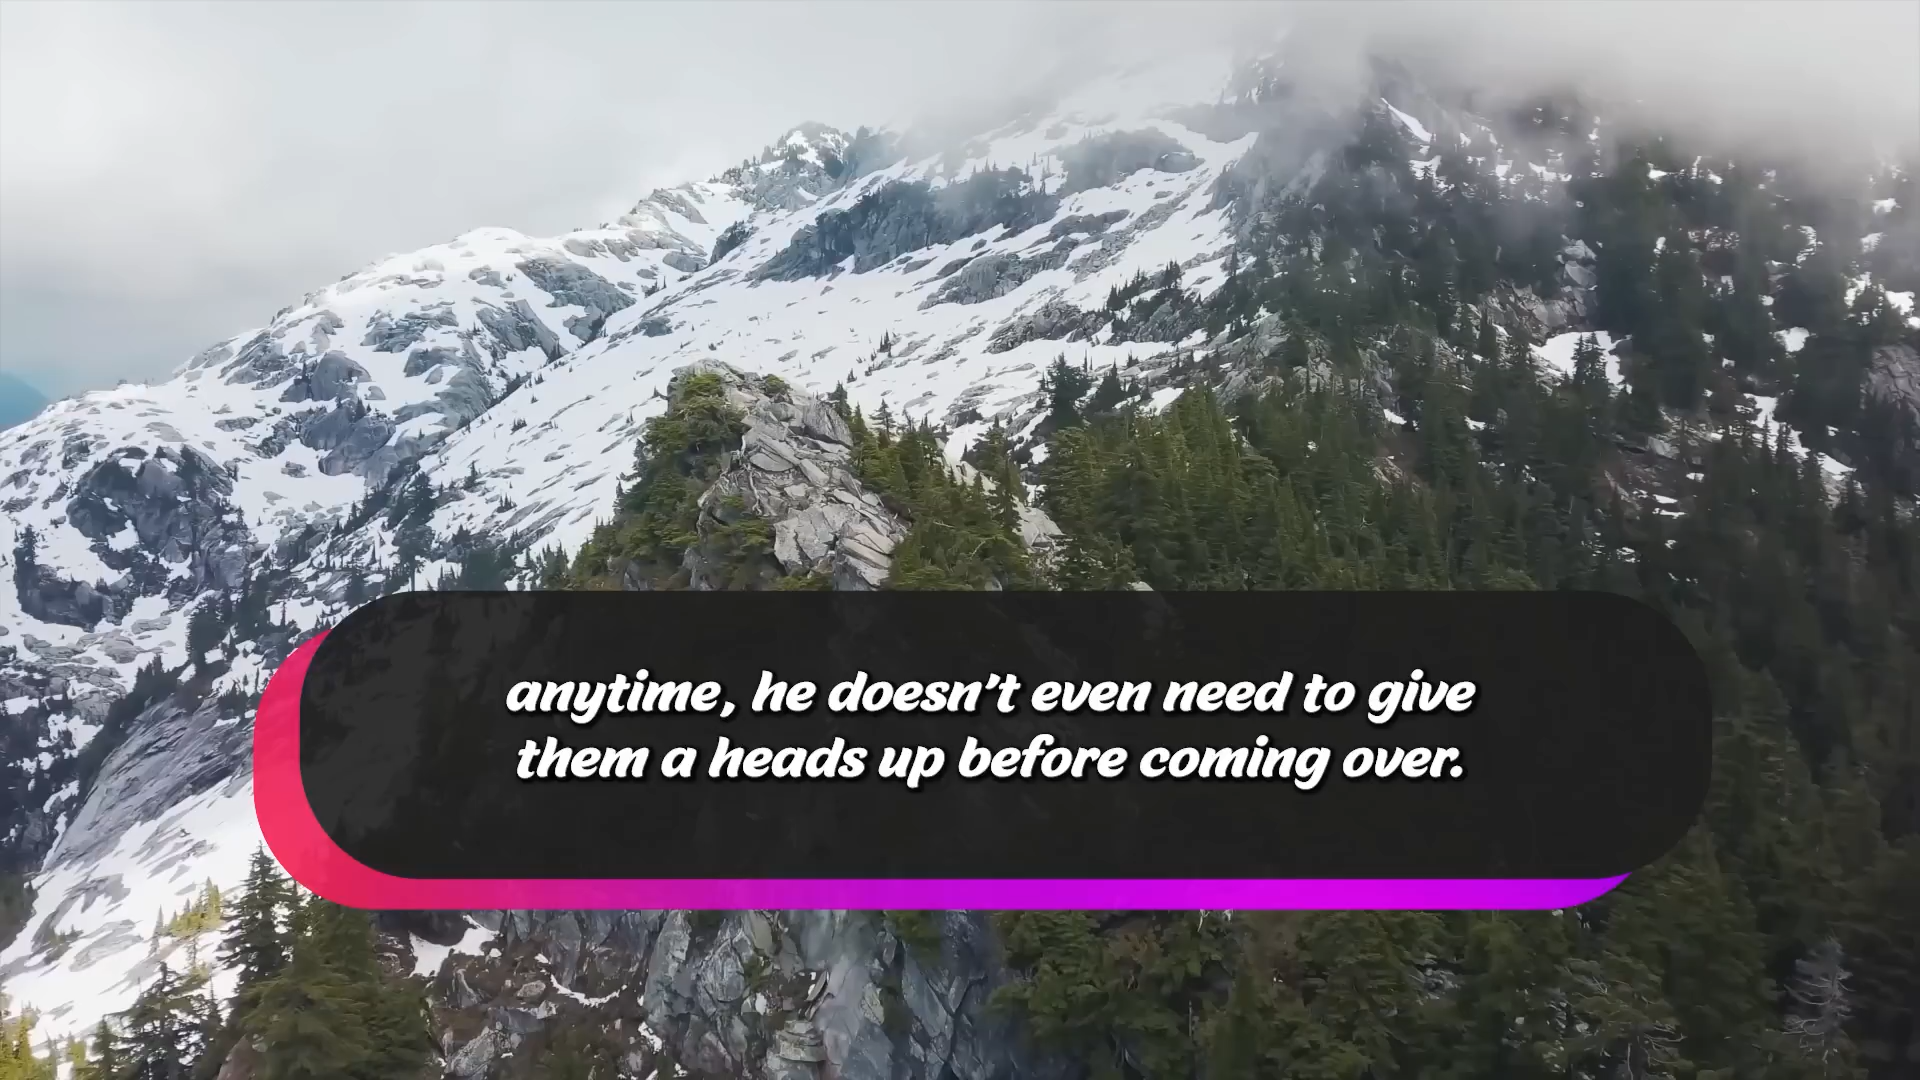 anytime, he doesn't even need to give
them a heads up before coming over.